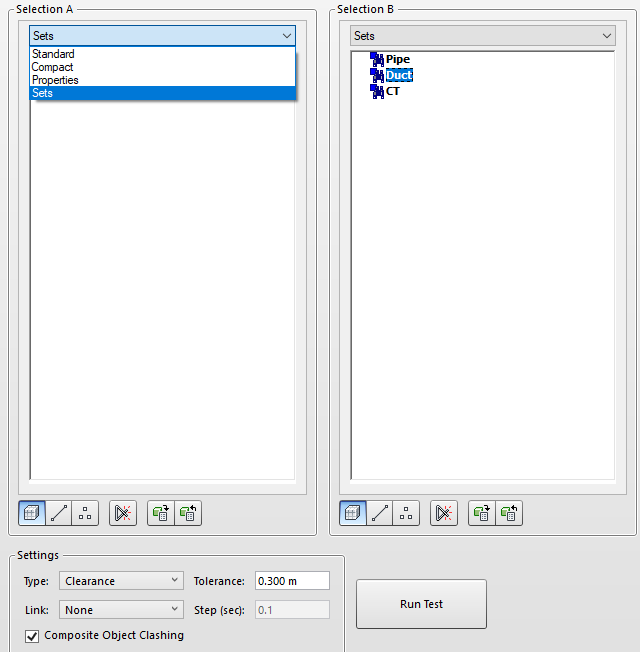 Selection A
Sets
Standard
Compact
Properties
Sets
Selection B
Sets
Pipe
Duct
CT
Settings
Type: Clearance Tolerance: 0.300 m
Link: None Step (sec): 0.1
Composite Object Clashing
Run Test